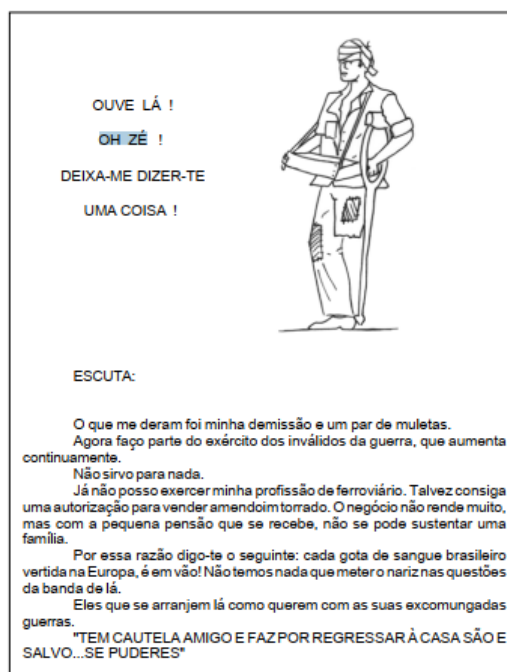 OUVE LÁ !
OH ZÉ !
DEIXA-ME DIZER-TE
UMA COISA !
ESCUTA:
O que me deram foi minha demissão e um par de muletas.
Agora faço parte do exército dos inválidos da guerra, que aumenta
continuamente.
Não sirvo para nada.
Já não posso exercer minha profissão de ferroviário. Talvez consiga
uma autorização para vender amendoim torrado. O negócio não rende muito,
mas com a pequena pensão que se recebe, não se pode sustentar uma
família.
Por essa razão digo-te o seguinte: cada gota de sangue brasileiro
vertida na Europa, é em vão! Não temos nada que meter o nariz nas questões
da banda de lá.
Eles que se arranjem lá como querem com as suas excomungadas
guerras.
"TEM CAUTELA AMIGO E FAZ POR REGRESSAR À CASA SÃO E
SALVO...SE PUDERES"